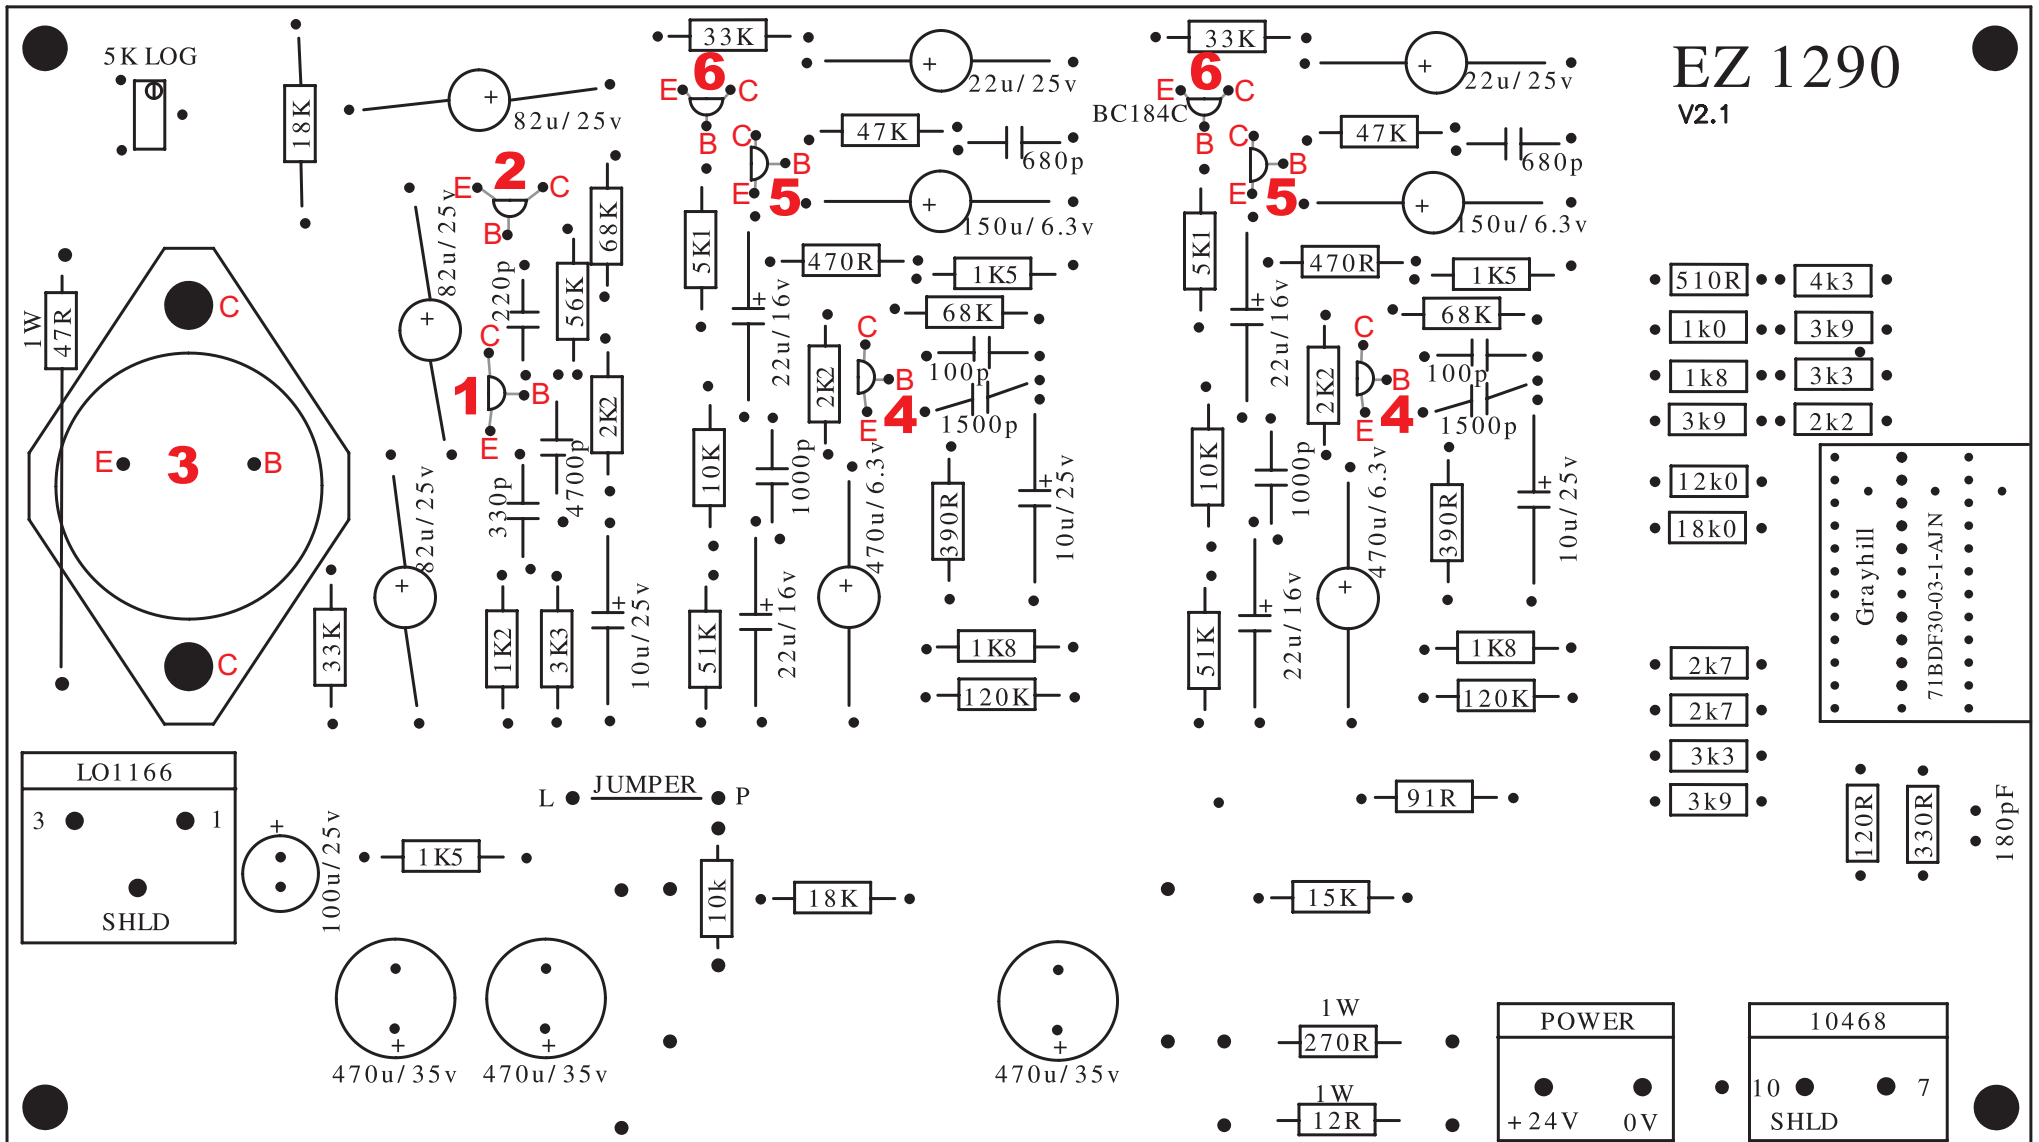 5K LOG
18K
82u/25v
33K
22u/25v
33K
22u/25v
EZ 1290
V2.1
6
E
C
B
6
E
C
B
BC184C
47K
680p
47K
680p
2
E
C
B
82u/25v
68K
C
B
E
5
C
B
E
5
150u/6.3v
150u/6.3v
5K1
5K1
470R
1K5
470R
1K5
1W
47R
C
220p
56K
22u/16v
68K
22u/16v
68K
510R
4k3
1k0
3k9
1k8
3k3
3k9
2k2
12k0
18k0
1
C
B
E
2K2
2K2
4
C
B
E
100p
1500p
2K2
4
C
B
E
100p
1500p
E
3
B
82u/25v
330p
4700p
10K
1000p
470u/6.3v
390R
10u/25v
10K
1000p
470u/6.3v
390R
10u/25v
Grayhill
71BDF30-03-1-AJN
33K
C
1K2
3K3
10u/25v
51K
22u/16v
1K8
120K
51K
22u/16v
1K8
120K
2k7
2k7
3k3
3k9
LO1166
3
1
SHLD
+
100u/25v
L
JUMPER
P
91R
120R
330R
180pF
1K5
10k
18K
15K
+
470u/35v
+
470u/35v
+
470u/35v
1W
270R
1W
12R
POWER
+24V
0V
10468
10
7
SHLD